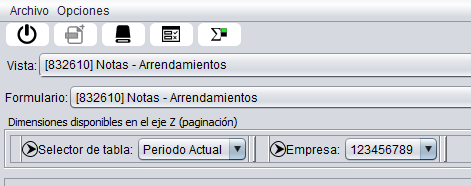 Archivo Opciones
Σ
Vista: [832610] Notas - Arrendamientos
Formulario: [832610] Notas - Arrendamientos
Dimensiones disponibles en el eje Z (paginación)
Selector de tabla: Periodo Actual Empresa: 123456789